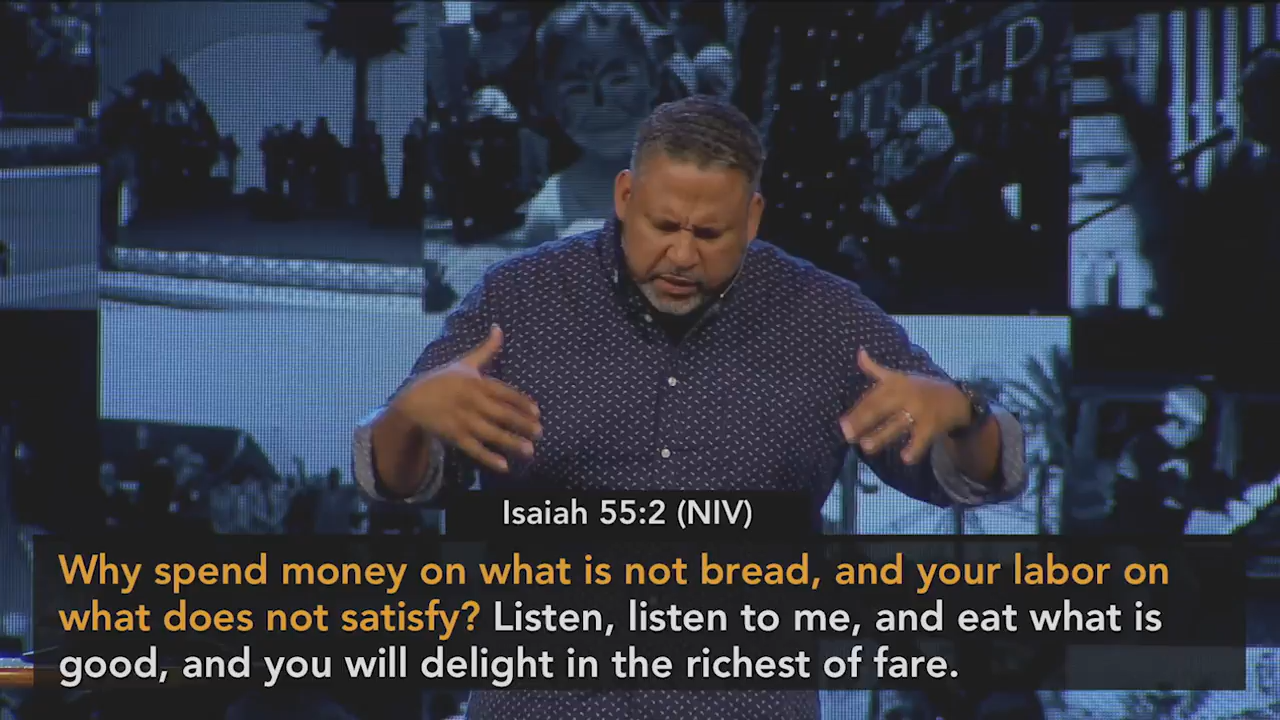 BIRTHD
Isaiah 55:2 (NIV)
Why spend money on what is not bread, and your labor on
what does not satisfy? Listen, listen to me, and eat what is
good, and you will delight in the richest of fare.